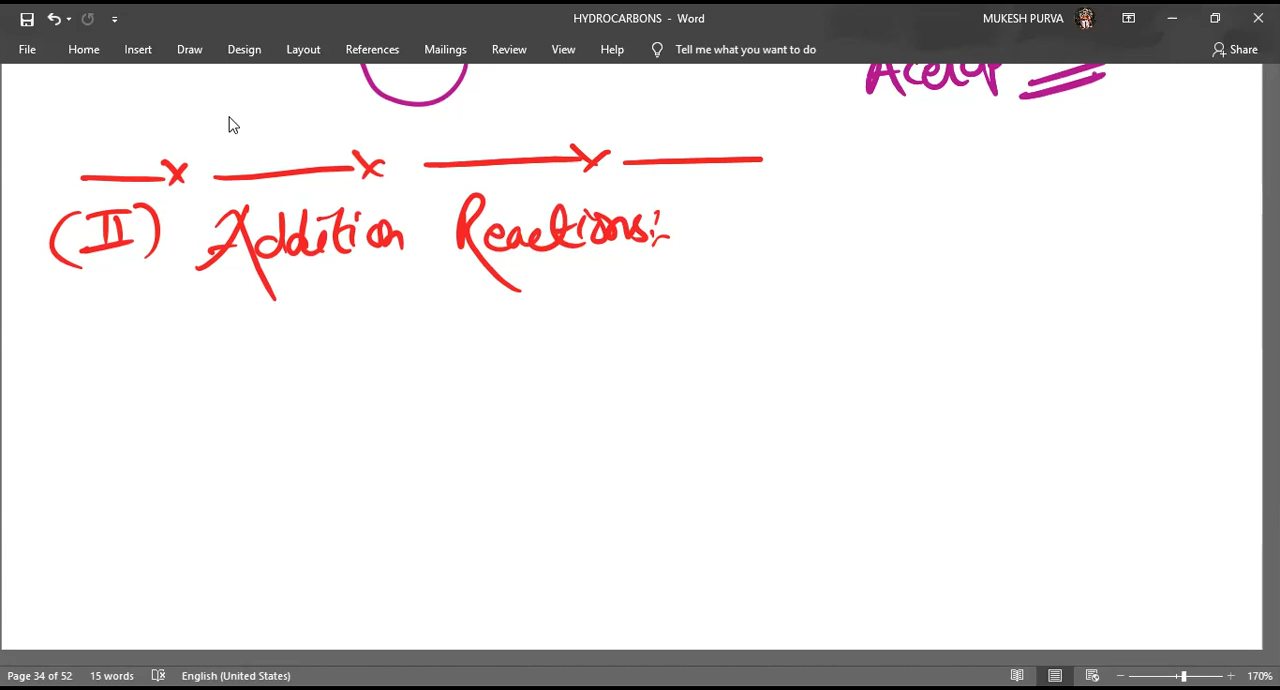 HYDROCARBONS - Word
MUKESH PURVA
File Home Insert Draw Design Layout References Mailings Review View Help Tell me what you want to do Share
(II) Addition Reactions:-
Page 34 of 52 15 words English (United States) 170%